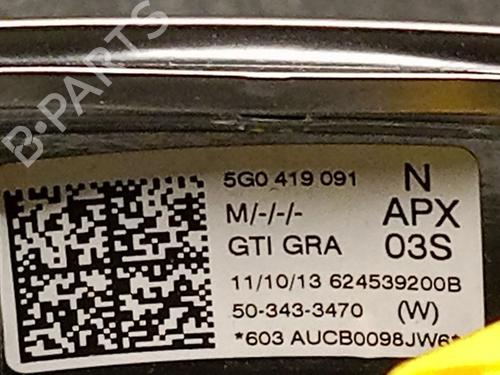 B-PARTS
5G0 419 091 N
M/-/-/- APX
GTI GRA 03S
11/10/13 624539200B
50-343-3470 (W)
*603 AUCB0098JW6*